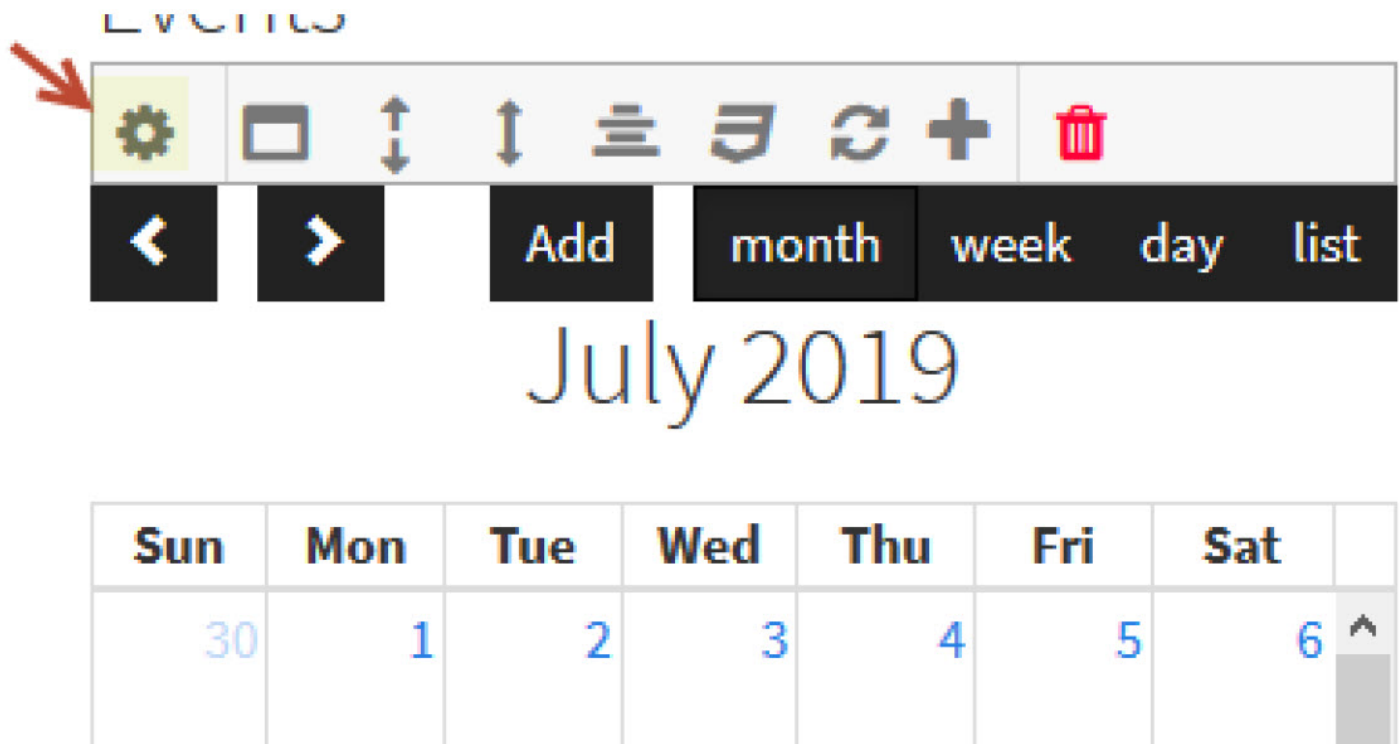 Events
Add month week day list
July 2019
Sun Mon Tue Wed Thu Fri Sat
30 1 2 3 4 5 6